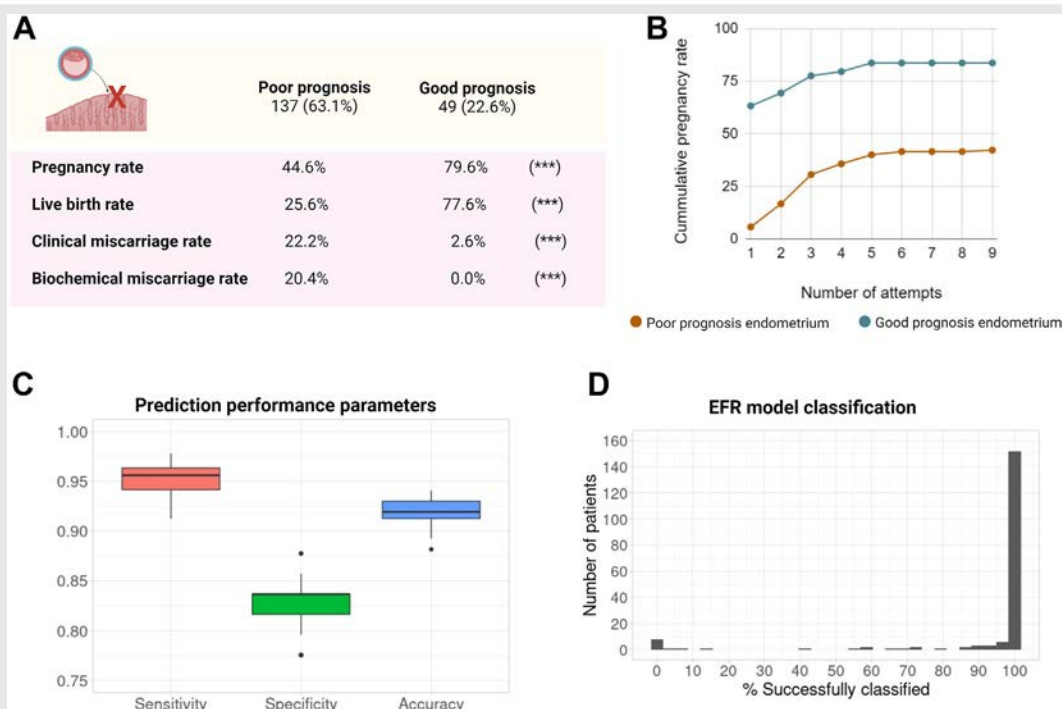 A
Poor prognosis Good prognosis
137 (63.1%) 49 (22.6%)
X
Pregnancy rate 44.6% 79.6% (***)
Live birth rate 25.6% 77.6% (***)
Clinical miscarriage rate 22.2% 2.6% (***)
Biochemical miscarriage rate 20.4% 0.0% (***)
B
Cummulative pregnancy rate
100
75
50
25
0
1 2 3 4 5 6 7 8 9
Number of attempts
Poor prognosis endometrium Good prognosis endometrium
C
Prediction performance parameters
1.00
0.95
0.90
0.85
0.80
0.75
Sensitivity Specificity Accuracy
D
EFR model classification
Number of patients
160
140
120
100
80
60
40
20
0
0 10 20 30 40 50 60 70 80 90 100
% Successfully classified